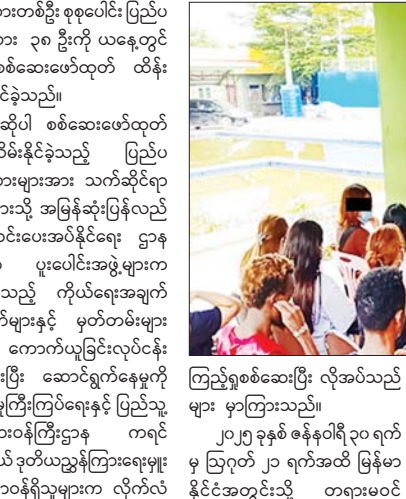 ားတစ်ဦး စုစုပေါင်း ပြည်ပ
ား ၃၈ ဦးကို ယနေ့တွင်
စစ်ဆေးဖော်ထုတ် ထိန်း
င်ခဲ့သည်။
ဆိုပါ စစ်ဆေးဖော်ထုတ်
ိမ်းနိုင်ခဲ့သည့် ပြည်ပ
ားများအား သက်ဆိုင်ရာ
ားသို့ အမြန်ဆုံးပြန်လည်
င်းပေးအပ်နိုင်ရေး ဌာန
ပူးပေါင်းအဖွဲ့များက
သည့် ကိုယ်ရေးအချက်
က်များနှင့် မှတ်တမ်းများ
ကောက်ယူခြင်းလုပ်ငန်း
းပြီး ဆောင်ရွက်နေမှုကို
မှုကြီးကြပ်ရေးနှင့် ပြည်သူ့
ားဝန်ကြီးဌာန ကရင်
ယ် ဒုတိယညွှန်ကြားရေးမှူး
ာဝန်ရှိသူများက လိုက်လံ
ကြည့်ရှုစစ်ဆေးပြီး လိုအပ်သည်
များ မှာကြားသည်။
၂၀၂၅ ခုနှစ် ဇန်နဝါရီ ၃၀ ရက်
မှ ဩဂုတ် ၂၁ ရက်အထိ မြန်မာ
နိုင်ငံအတွင်းသို့ တရားမဝင်